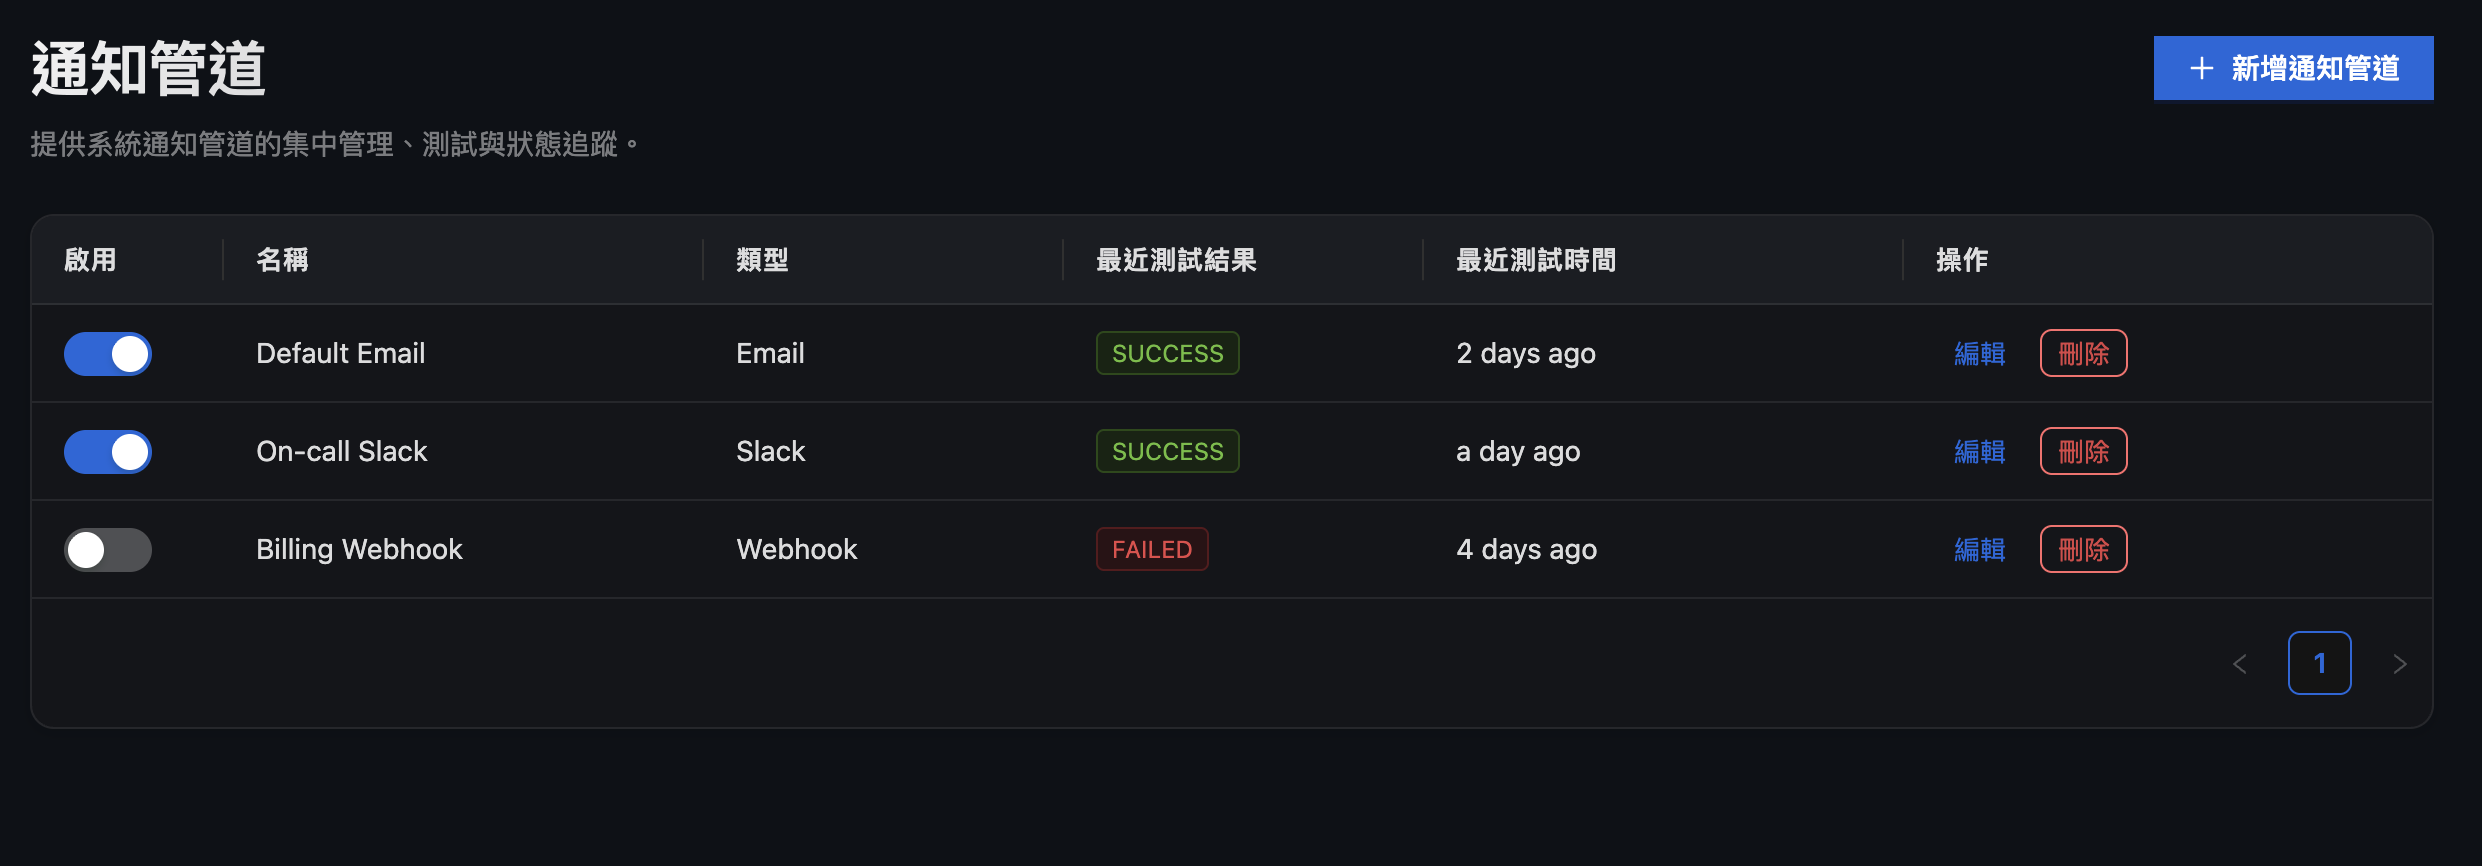 通知管道
+ 新增通知管道
提供系統通知管道的集中管理、測試與狀態追蹤。
啟用 名稱 類型 最近測試結果 最近測試時間 操作
Default Email Email SUCCESS 2 days ago 編輯 刪除
On-call Slack Slack SUCCESS a day ago 編輯 刪除
Billing Webhook Webhook FAILED 4 days ago 編輯 刪除
< 1 >